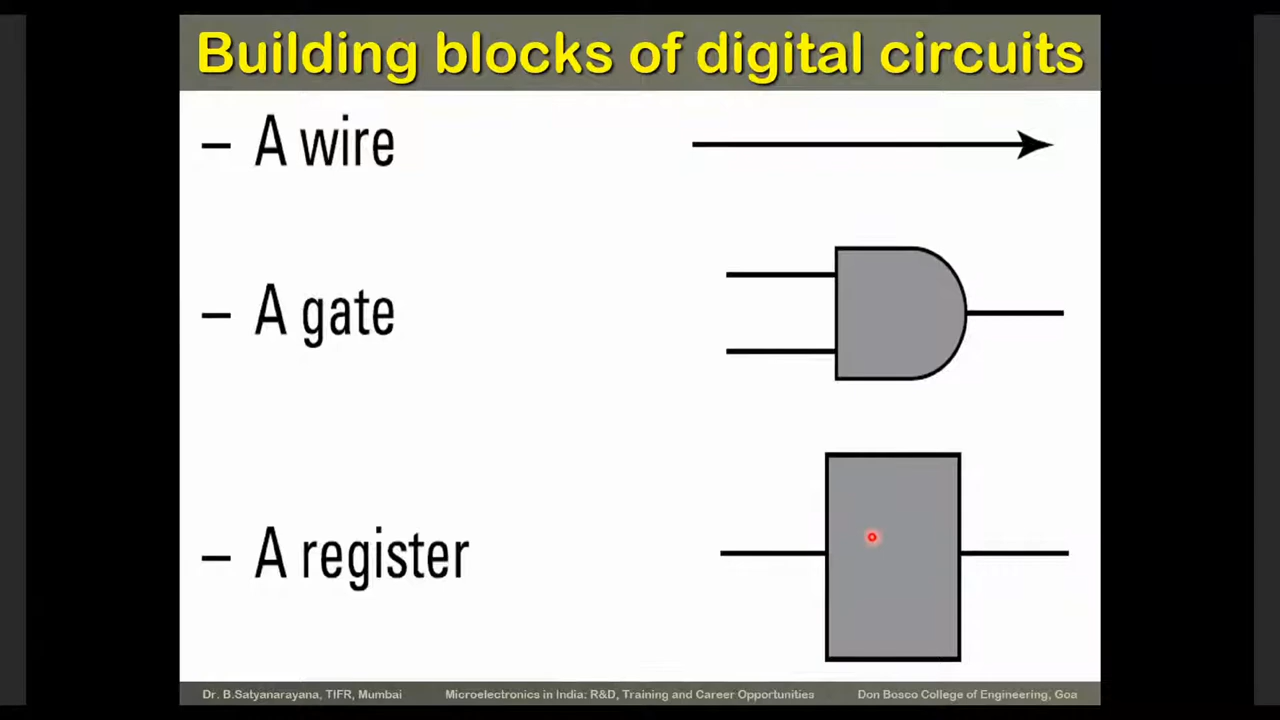 Building blocks of digital circuits
– A wire
– A gate
– A register
Dr. B.Satyanarayana, TIFR, Mumbai Microelectronics in India: R&D, Training and Career Opportunities Don Bosco College of Engineering, Goa